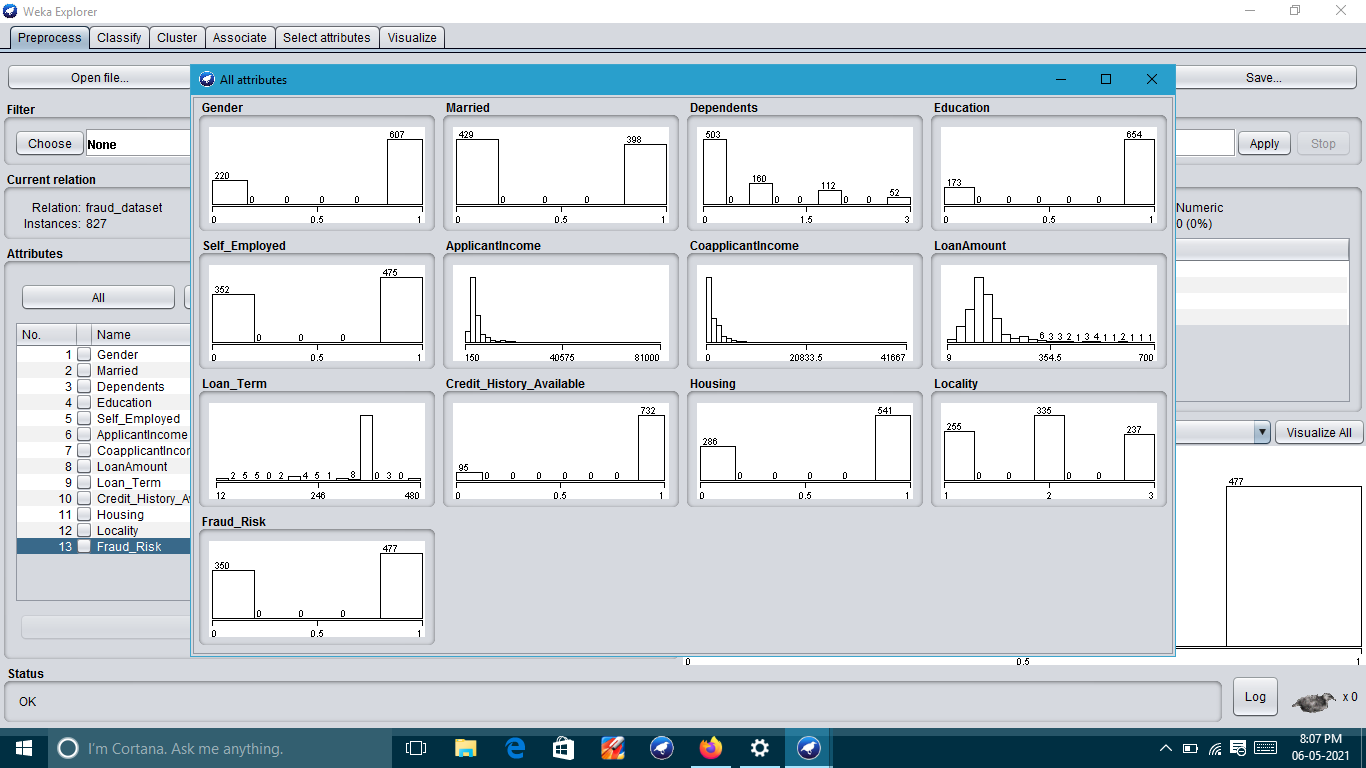 Weka Explorer
Preprocess Classify Cluster Associate Select attributes Visualize
Open file... Save...
All attributes
Filter
Choose None Apply Stop
Current relation
Relation: fraud_dataset
Instances: 827
Numeric
0 (0%)
Attributes
All
No. Name
1 Gender
2 Married
3 Dependents
4 Education
5 Self_Employed
6 ApplicantIncome
7 CoapplicantIncor
8 LoanAmount
9 Loan_Term
10 Credit_History_Av
11 Housing
12 Locality
13 Fraud_Risk
Gender
220 0 0 0 607
0 0.5 1
Married
429 0 0 0 398
0 0.5 1
Dependents
503 0 160 0 0 112 0 0 52
0 1.5 3
Education
173 0 0 0 0 654
0 0.5 1
Self_Employed
352 0 0 0 475
0 0.5 1
ApplicantIncome
150 40575 81000
CoapplicantIncome
0 20833.5 41667
LoanAmount
6 3 3 2 1 3 4 1 1 2 1 1 1
9 354.5 700
Loan_Term
2 5 5 0 2 4 5 1 8 0 3 0
12 246 480
Credit_History_Available
95 0 0 0 0 0 0 732
0 0.5 1
Housing
286 0 0 0 0 541
0 0.5 1
Locality
255 0 0 335 0 0 237
1 2 3
Fraud_Risk
350 0 0 0 477
0 0.5 1
Visualize All
477
0 0.5 1
Status
OK
Log x 0
I'm Cortana. Ask me anything.
8:07 PM
06-05-2021